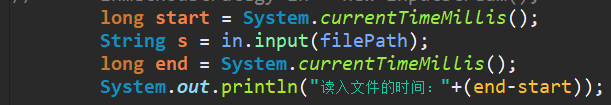 long start = System.currentTimeMillis();
String s = in.input(filePath);
long end = System.currentTimeMillis();
System.out.println("读入文件的时间："+(end-start));